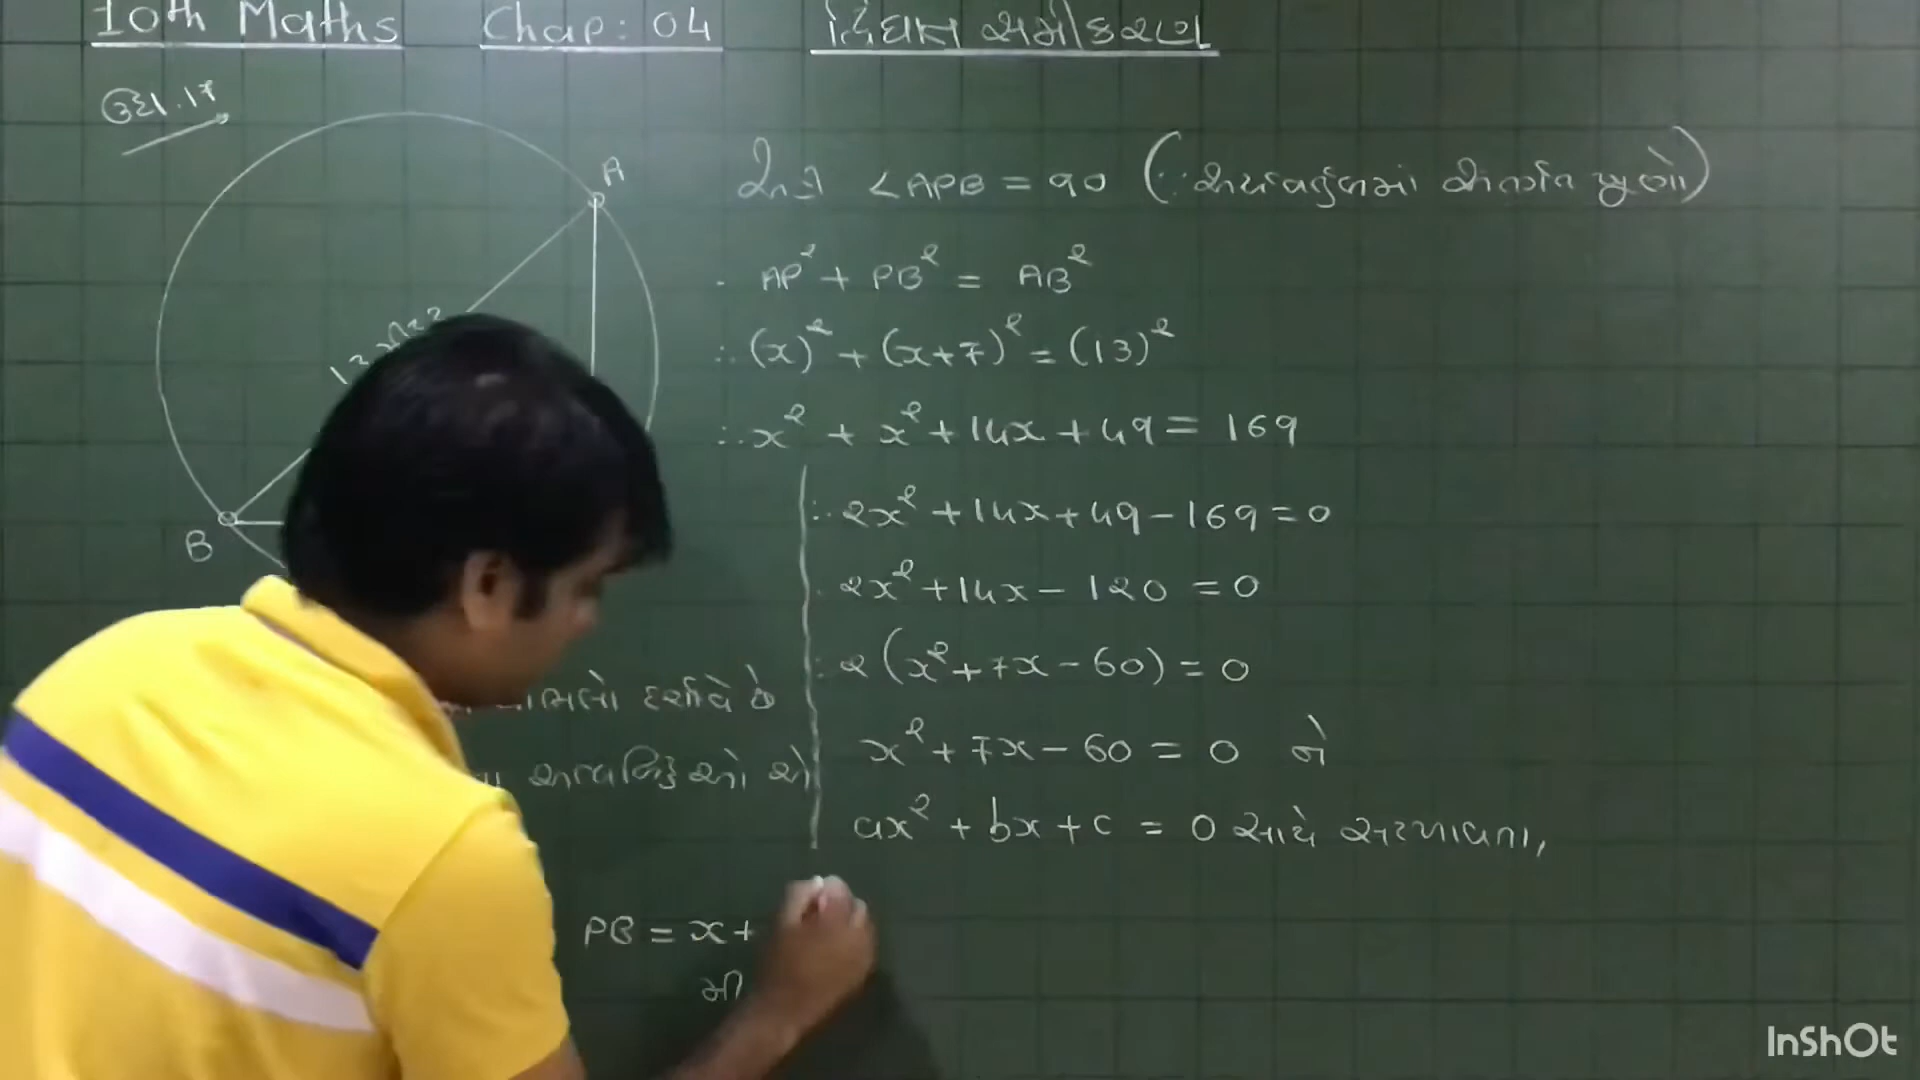 10th Maths Chap: 04 દ્વિઘાત સમીકરણ
ઉદા.17
A
B
અહી ∠APB = 90 (∵ અર્ધવર્તુળમાં અંતર્ગત ખુણો)
∴ AP² + PB² = AB²
∴ (x)² + (x+7)² = (13)²
∴ x² + x² + 14x + 49 = 169
∴ 2x² + 14x + 49 - 169 = 0
∴ 2x² + 14x - 120 = 0
∴ 2 (x² + 7x - 60) = 0
x² + 7x - 60 = 0 ને
ax² + bx + c = 0 સાથે સરખાવતા,
દર્શાવે કે
PB = x +
મી
InShOt